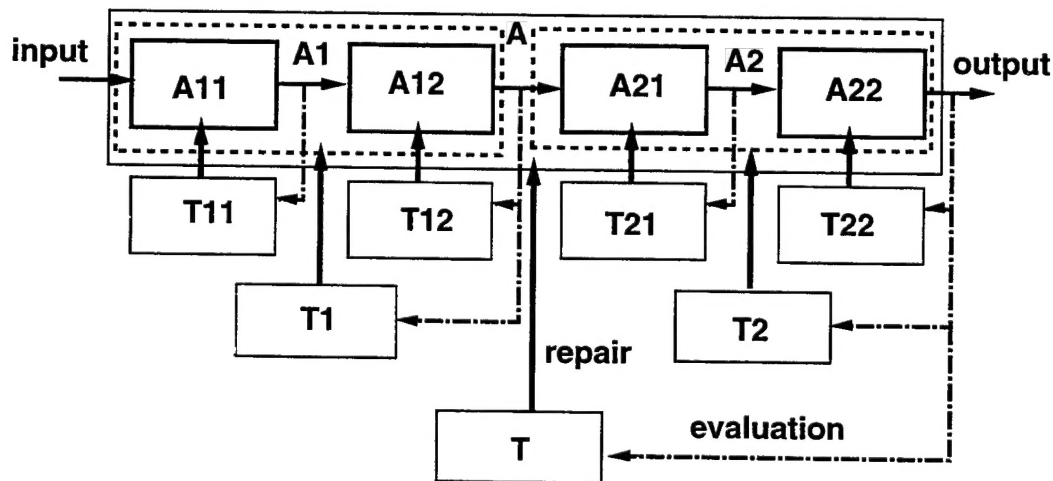 input
A11
A1
A12
A
A21
A2
A22
output
T11
T12
T21
T22
T1
T2
repair
T
evaluation